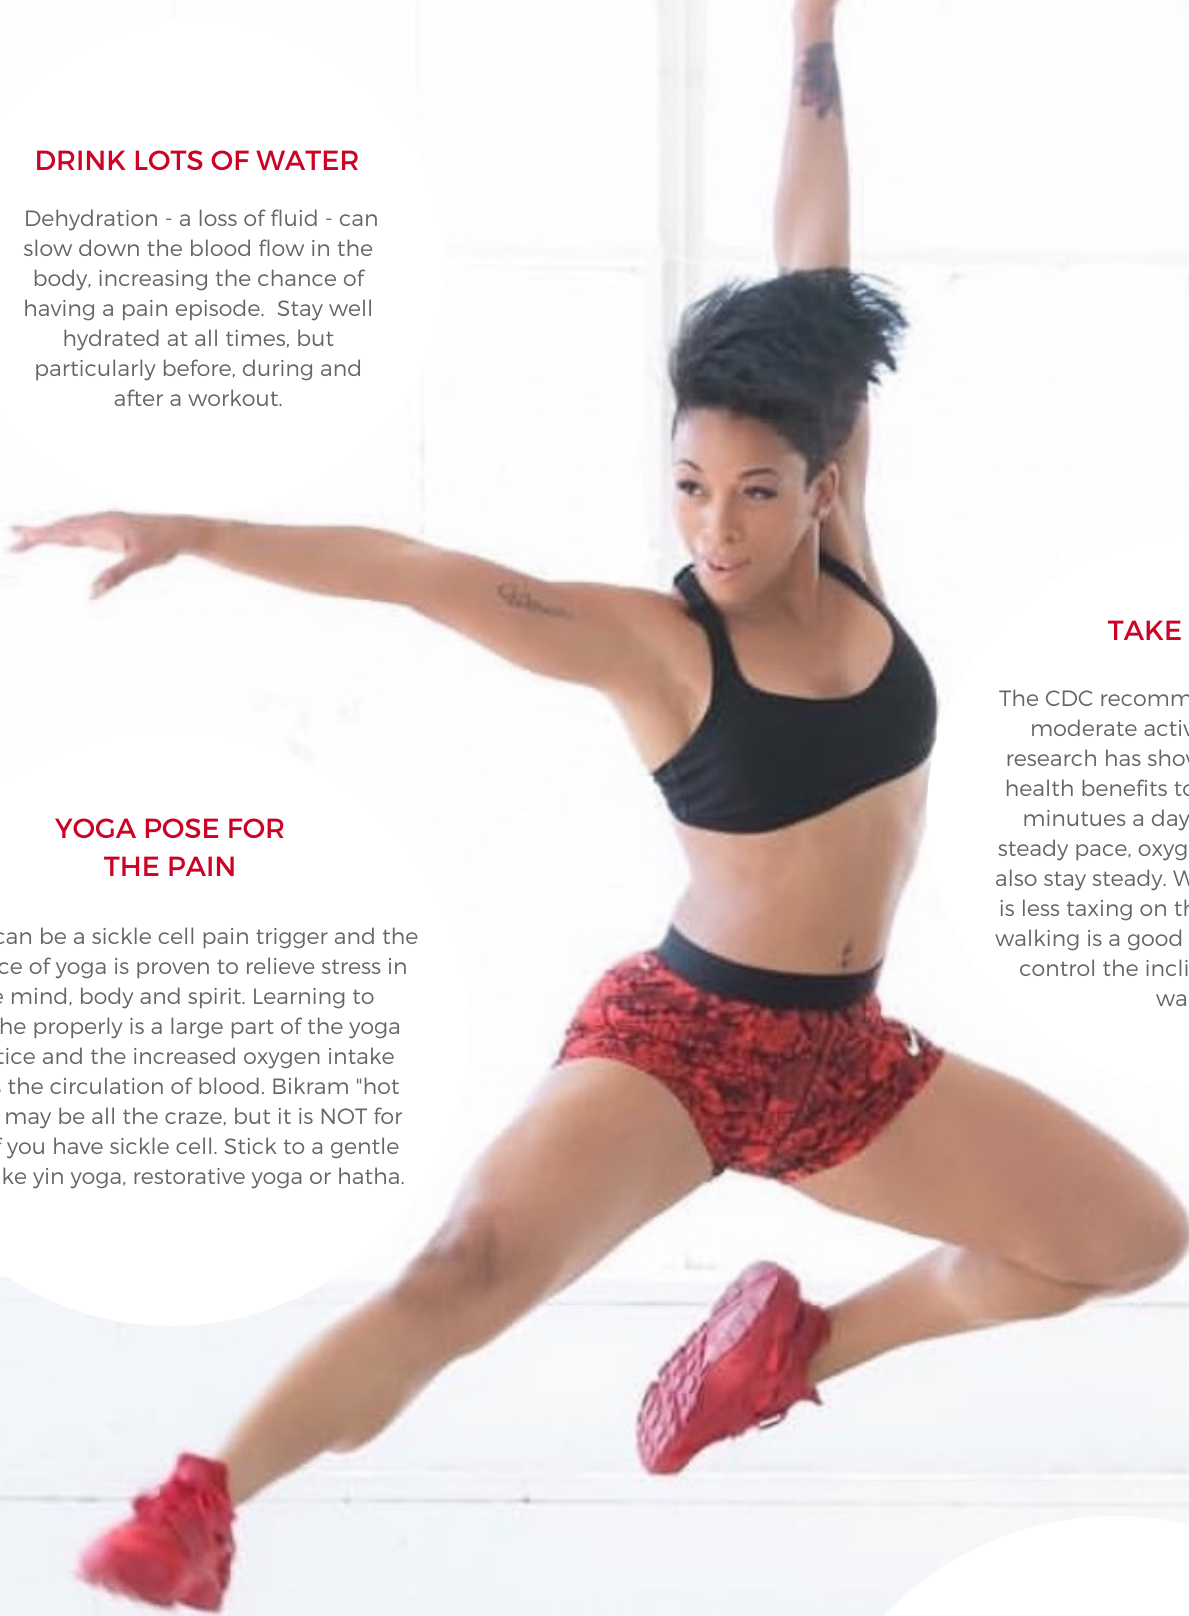 DRINK LOTS OF WATER
Dehydration - a loss of fluid - can
slow down the blood flow in the
body, increasing the chance of
having a pain episode.  Stay well
hydrated at all times, but
particularly before, during and
after a workout.
YOGA POSE FOR
THE PAIN
can be a sickle cell pain trigger and the
ce of yoga is proven to relieve stress in
mind, body and spirit. Learning to
he properly is a large part of the yoga
tice and the increased oxygen intake
the circulation of blood. Bikram "hot
may be all the craze, but it is NOT for
you have sickle cell. Stick to a gentle
ke yin yoga, restorative yoga or hatha.
TAKE
The CDC recomm
moderate activ
research has sho
health benefits to
minutues a day
steady pace, oxyg
also stay steady. W
is less taxing on th
walking is a good
control the incli
wa